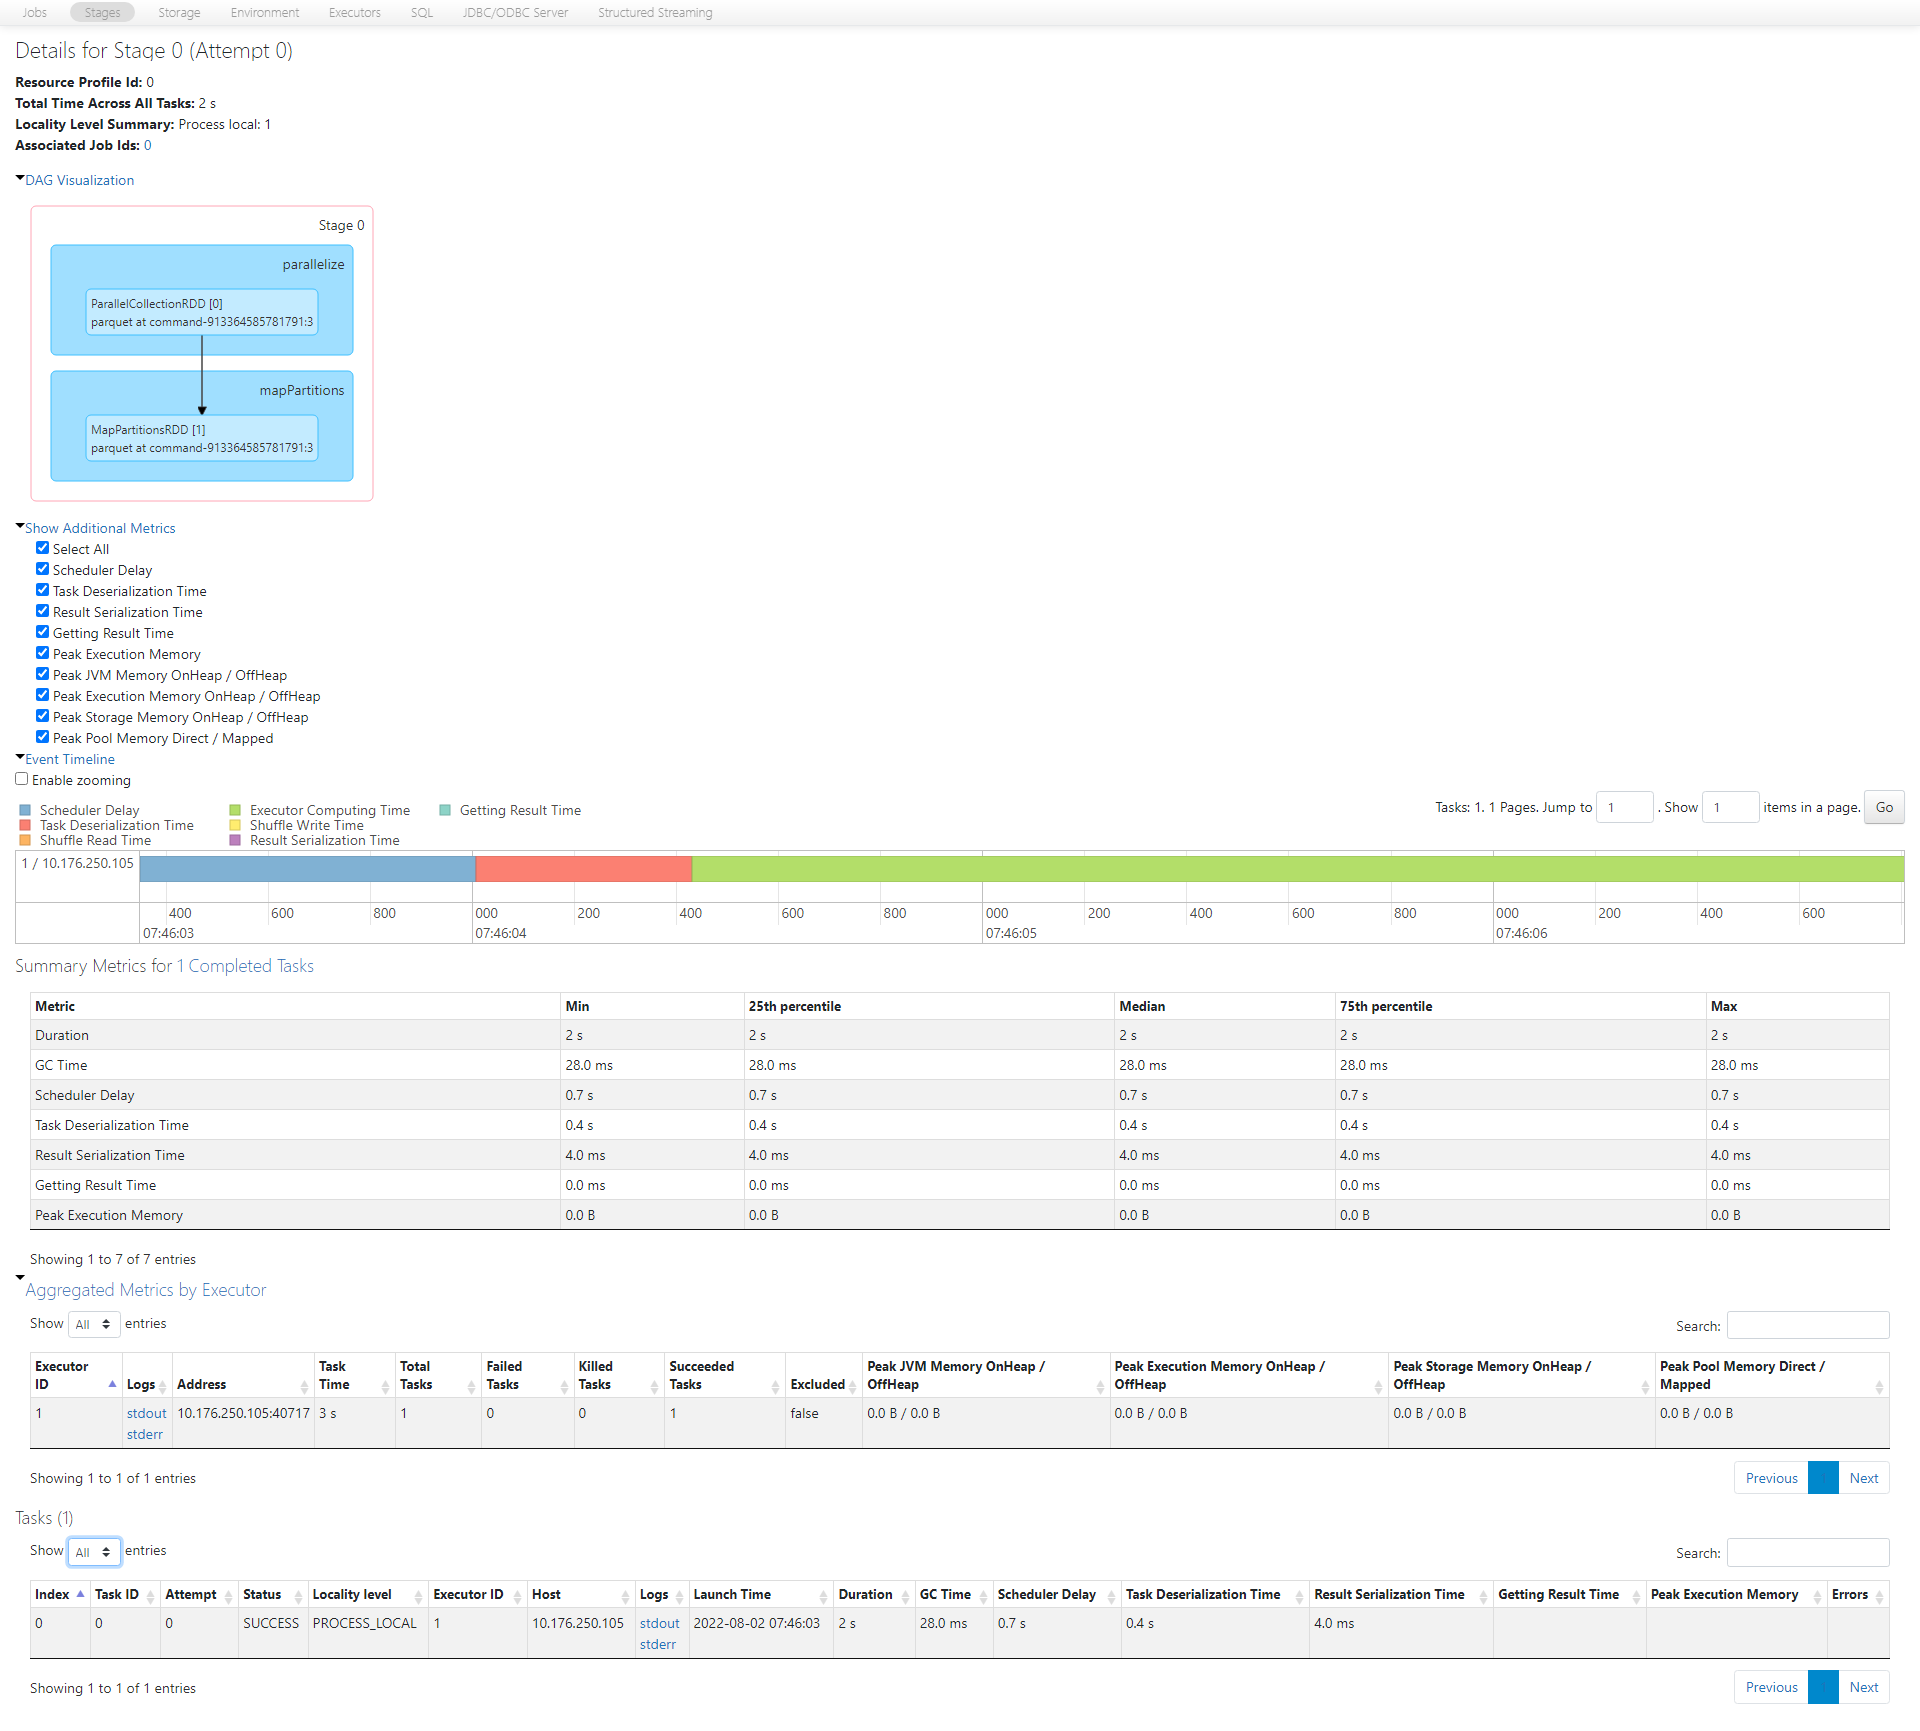 Jobs Stages Storage Environment Executors SQL JDBC/ODBC Server Structured Streaming
Details for Stage 0 (Attempt 0)
Resource Profile Id: 0
Total Time Across All Tasks: 2 s
Locality Level Summary: Process local: 1
Associated Job Ids: 0
DAG Visualization
Stage 0
parallelize
ParallelCollectionRDD [0]
parquet at command-913364585781791:3
mapPartitions
MapPartitionsRDD [1]
parquet at command-913364585781791:3
Show Additional Metrics
Select All
Scheduler Delay
Task Deserialization Time
Result Serialization Time
Getting Result Time
Peak Execution Memory
Peak JVM Memory OnHeap / OffHeap
Peak Execution Memory OnHeap / OffHeap
Peak Storage Memory OnHeap / OffHeap
Peak Pool Memory Direct / Mapped
Event Timeline
Enable zooming
Scheduler Delay Executor Computing Time Getting Result Time
Task Deserialization Time Shuffle Write Time
Shuffle Read Time Result Serialization Time
Tasks: 1. 1 Pages. Jump to 1 . Show 1 items in a page. Go
1 / 10.176.250.105
400 600 800 000 200 400 600 800 000 200 400 600 800 000 200 400 600
07:46:03 07:46:04 07:46:05 07:46:06
Summary Metrics for 1 Completed Tasks
Metric Min 25th percentile Median 75th percentile Max
Duration 2 s 2 s 2 s 2 s 2 s
GC Time 28.0 ms 28.0 ms 28.0 ms 28.0 ms 28.0 ms
Scheduler Delay 0.7 s 0.7 s 0.7 s 0.7 s 0.7 s
Task Deserialization Time 0.4 s 0.4 s 0.4 s 0.4 s 0.4 s
Result Serialization Time 4.0 ms 4.0 ms 4.0 ms 4.0 ms 4.0 ms
Getting Result Time 0.0 ms 0.0 ms 0.0 ms 0.0 ms 0.0 ms
Peak Execution Memory 0.0 B 0.0 B 0.0 B 0.0 B 0.0 B
Showing 1 to 7 of 7 entries
Aggregated Metrics by Executor
Show All entries
Search:
Executor ID Logs Address Task Time Total Tasks Failed Tasks Killed Tasks Succeeded Tasks Excluded Peak JVM Memory OnHeap / OffHeap Peak Execution Memory OnHeap / OffHeap Peak Storage Memory OnHeap / OffHeap Peak Pool Memory Direct / Mapped
1 stdout 10.176.250.105:40717 3 s 1 0 0 1 false 0.0 B / 0.0 B 0.0 B / 0.0 B 0.0 B / 0.0 B 0.0 B / 0.0 B
stderr
Showing 1 to 1 of 1 entries
Previous Next
Tasks (1)
Show All entries
Search:
Index Task ID Attempt Status Locality level Executor ID Host Logs Launch Time Duration GC Time Scheduler Delay Task Deserialization Time Result Serialization Time Getting Result Time Peak Execution Memory Errors
0 0 0 SUCCESS PROCESS_LOCAL 1 10.176.250.105 stdout 2022-08-02 07:46:03 2 s 28.0 ms 0.7 s 0.4 s 4.0 ms
stderr
Showing 1 to 1 of 1 entries
Previous Next